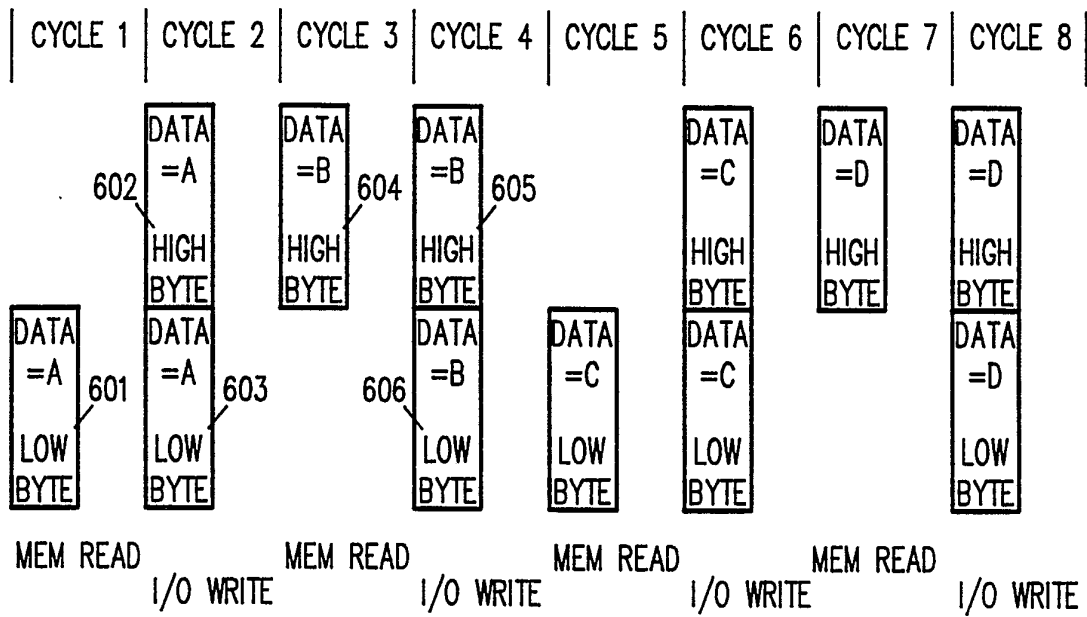 CYCLE 1 CYCLE 2 CYCLE 3 CYCLE 4 CYCLE 5 CYCLE 6 CYCLE 7 CYCLE 8
DATA DATA DATA DATA DATA DATA
=A =B =B =C =D =D
602 604 605
HIGH HIGH HIGH HIGH HIGH HIGH
BYTE BYTE BYTE BYTE BYTE BYTE
DATA DATA DATA DATA DATA DATA
=A =A =B =C =C =D
601 603 606
LOW LOW LOW LOW LOW LOW
BYTE BYTE BYTE BYTE BYTE BYTE
MEM READ MEM READ MEM READ MEM READ
I/O WRITE I/O WRITE I/O WRITE I/O WRITE